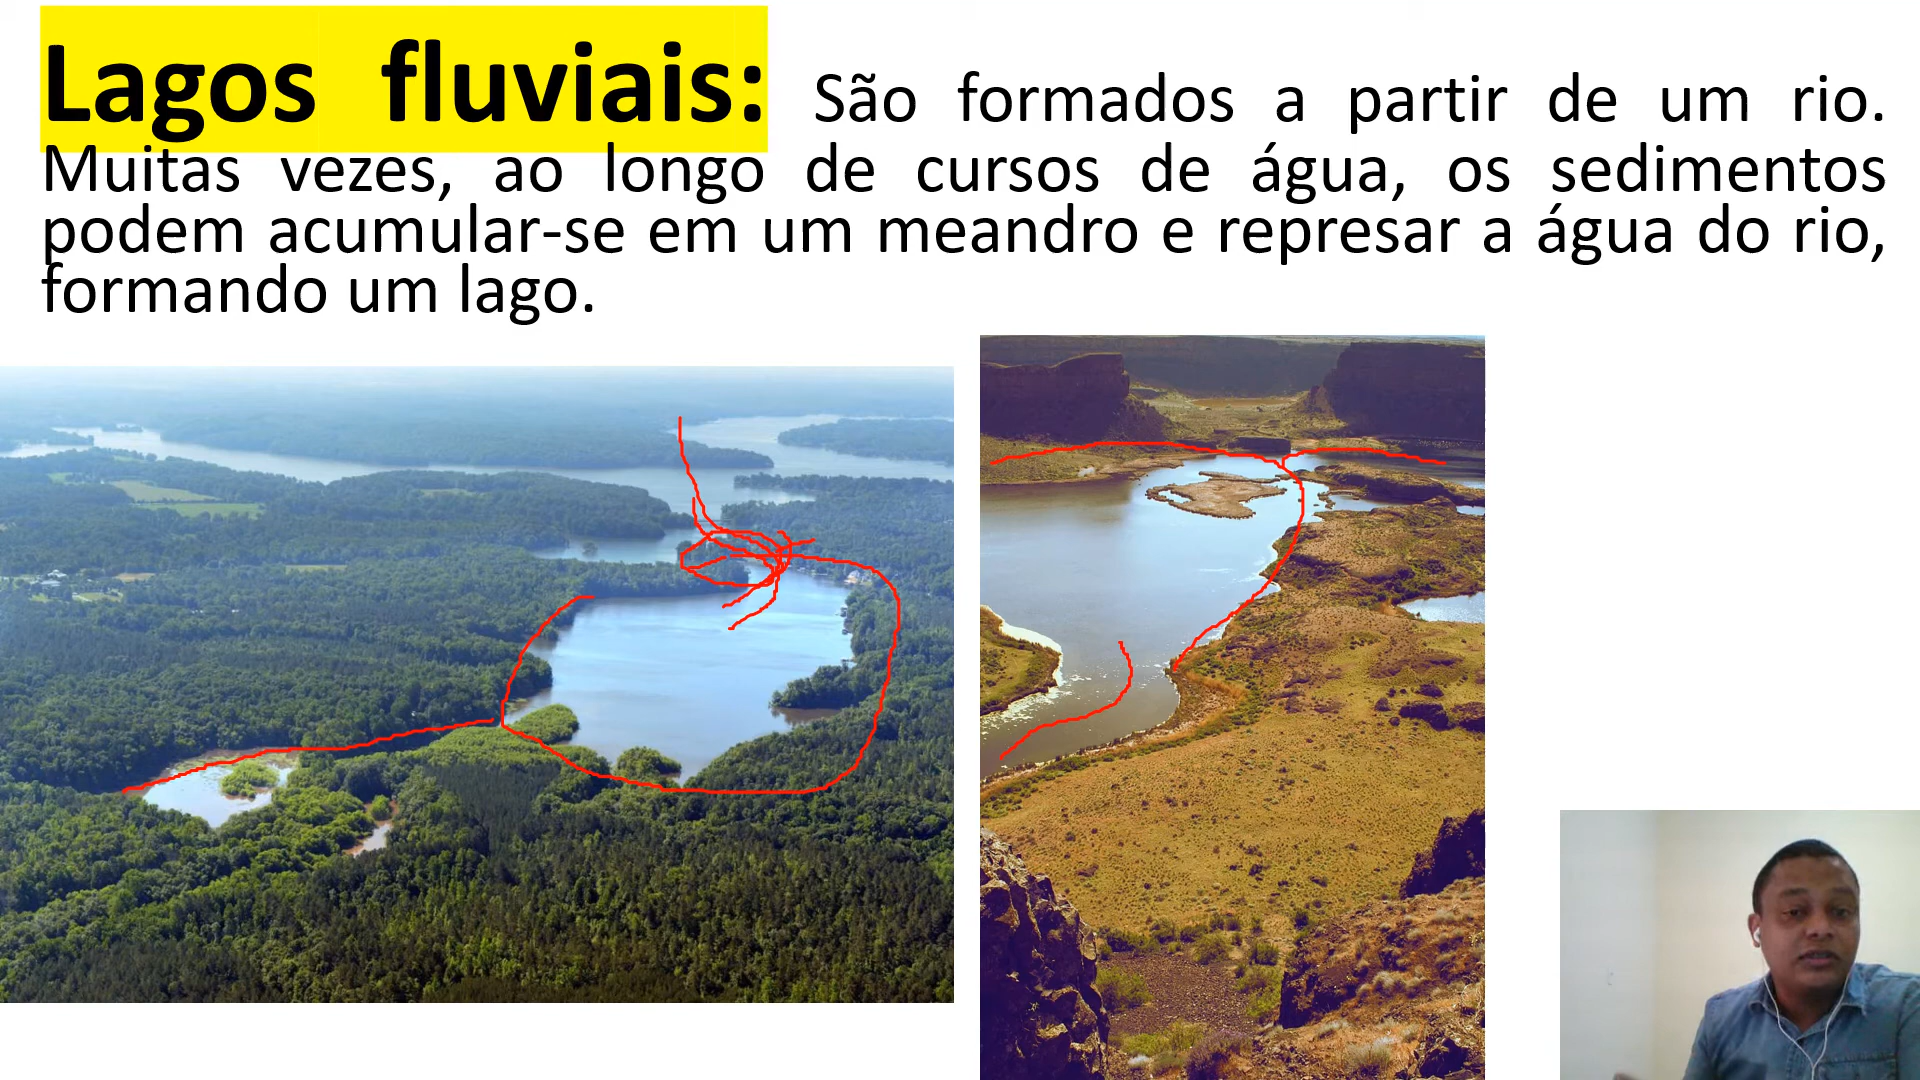 Lagos fluviais: São formados a partir de um rio.
Muitas vezes, ao longo de cursos de água, os sedimentos
podem acumular-se em um meandro e represar a água do rio,
formando um lago.